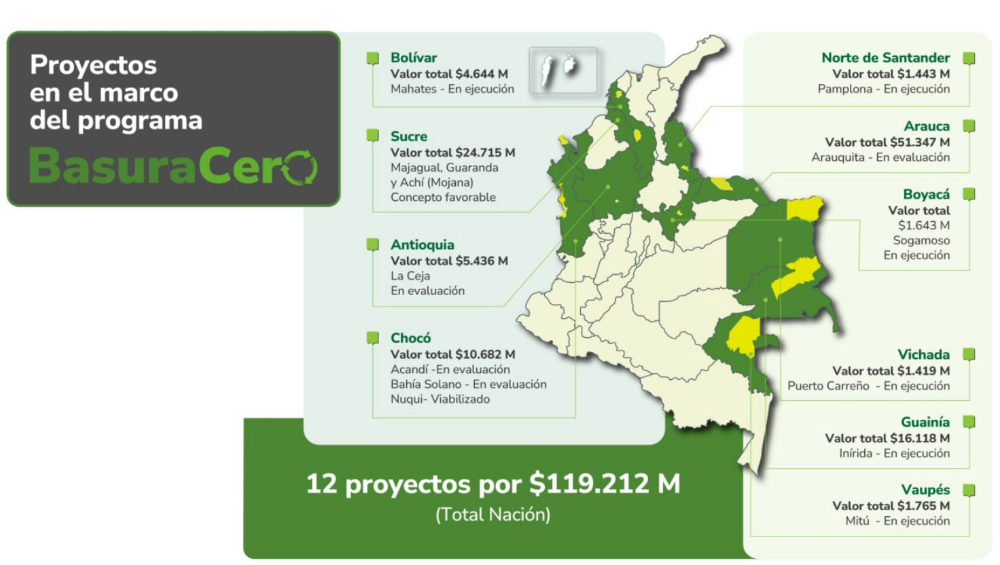 Proyectos
en el marco
del programa
BasuraCero
Bolívar
Valor total $4.644 M
Mahates - En ejecución
Sucre
Valor total $24.715 M
Majagual, Guaranda
y Achí (Mojana)
Concepto favorable
Antioquia
Valor total $5.436 M
La Ceja
En evaluación
Chocó
Valor total $10.682 M
Acandí -En evaluación
Bahía Solano - En evaluación
Nuqui- Viabilizado
Norte de Santander
Valor total $1.443 M
Pamplona - En ejecución
Arauca
Valor total $51.347 M
Arauquita - En evaluación
Boyacá
Valor total
$1.643 M
Sogamoso
En ejecución
Vichada
Valor total $1.419 M
Puerto Carreño - En ejecución
Guainía
Valor total $16.118 M
Inírida - En ejecución
Vaupés
Valor total $1.765 M
Mitú - En ejecución
12 proyectos por $119.212 M
(Total Nación)